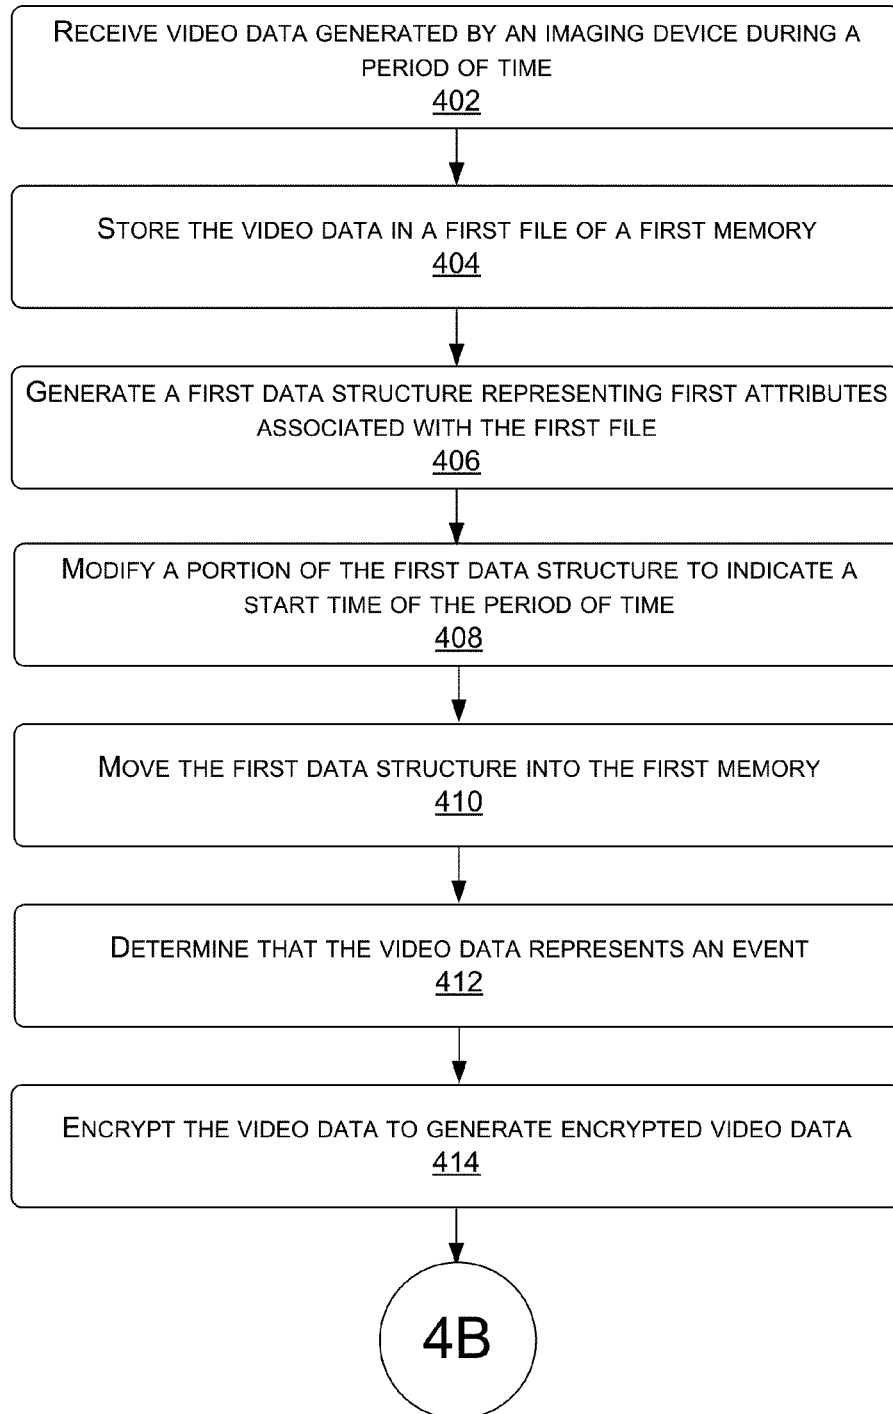 RECEIVE VIDEO DATA GENERATED BY AN IMAGING DEVICE DURING A
PERIOD OF TIME
402
STORE THE VIDEO DATA IN A FIRST FILE OF A FIRST MEMORY
404
GENERATE A FIRST DATA STRUCTURE REPRESENTING FIRST ATTRIBUTES
ASSOCIATED WITH THE FIRST FILE
406
MODIFY A PORTION OF THE FIRST DATA STRUCTURE TO INDICATE A
START TIME OF THE PERIOD OF TIME
408
MOVE THE FIRST DATA STRUCTURE INTO THE FIRST MEMORY
410
DETERMINE THAT THE VIDEO DATA REPRESENTS AN EVENT
412
ENCRYPT THE VIDEO DATA TO GENERATE ENCRYPTED VIDEO DATA
414
4B